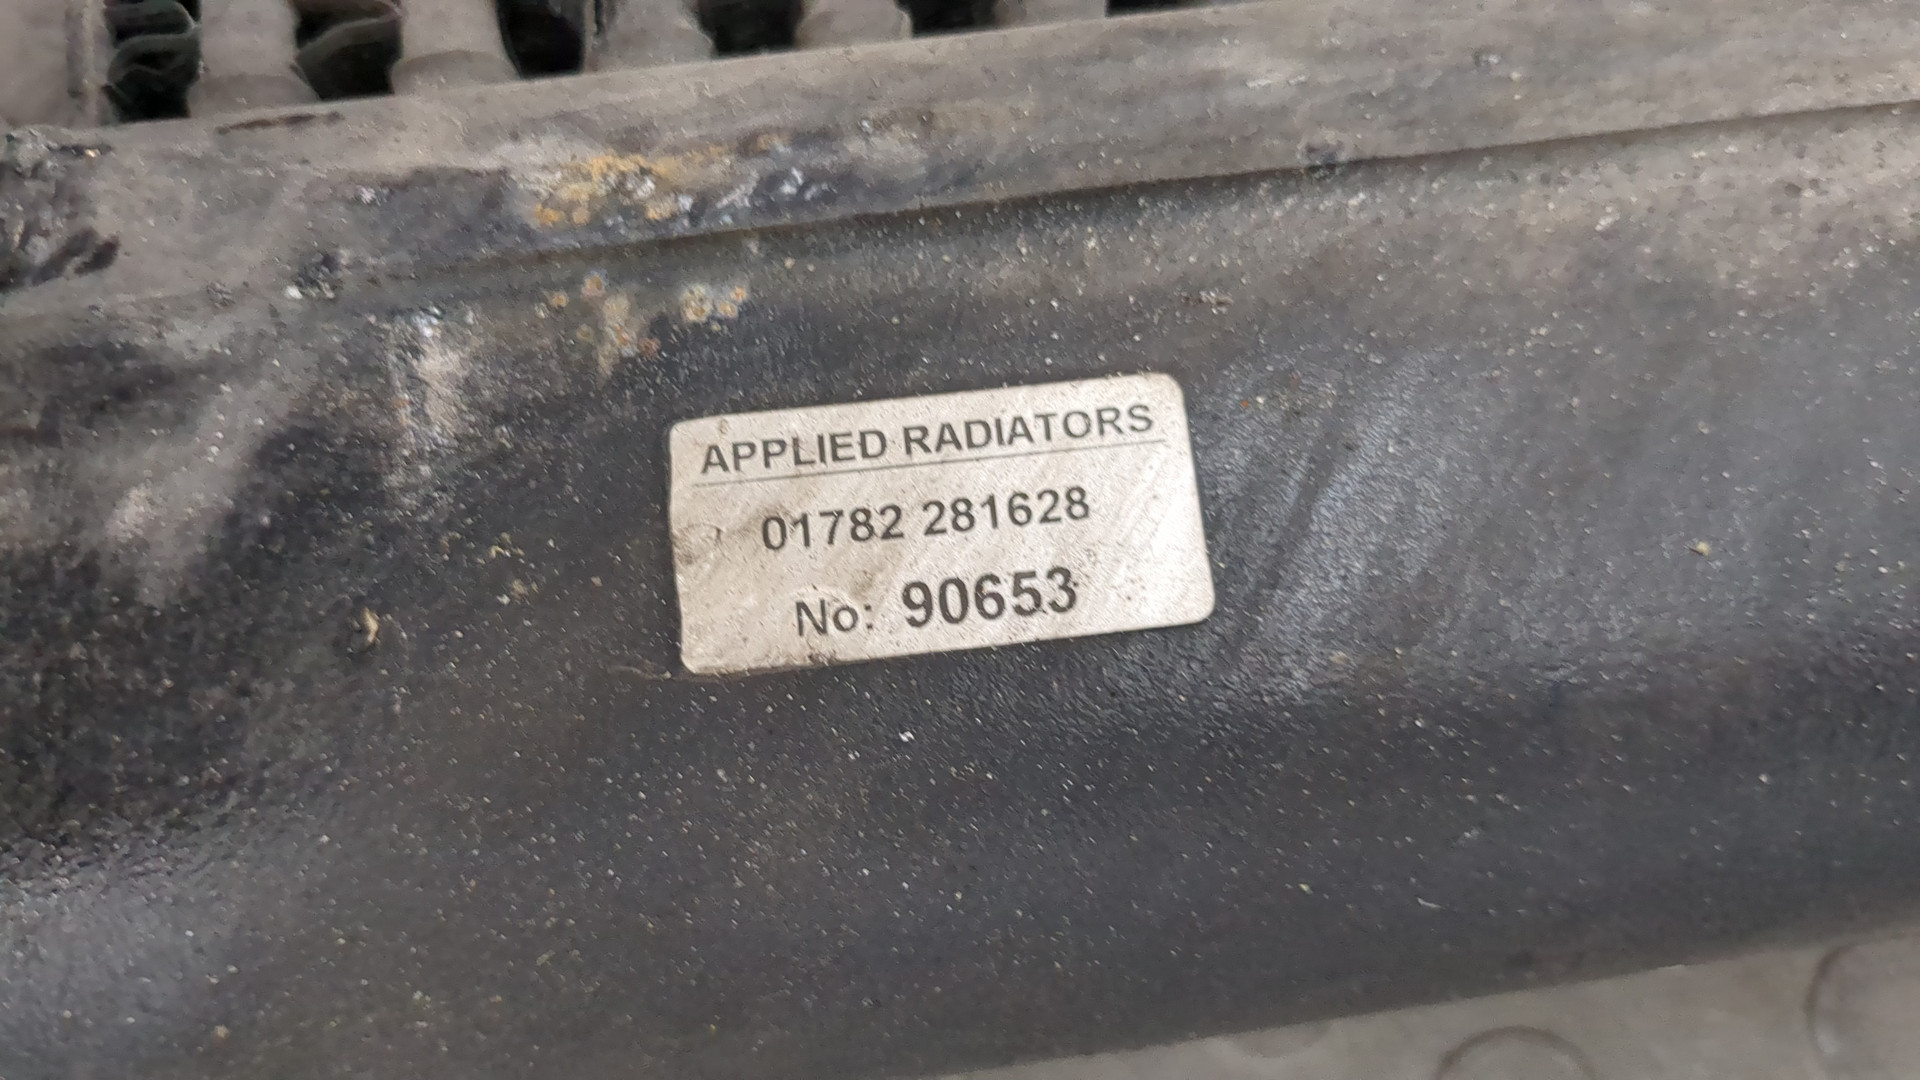 APPLIED RADIATORS
01782 281628
No: 90653